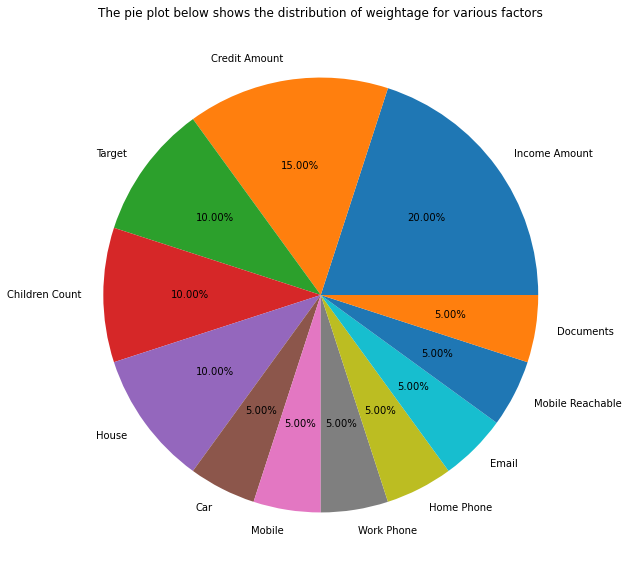 The pie plot below shows the distribution of weightage for various factors
Credit Amount
Target
Income Amount
15.00%
10.00%
20.00%
Children Count
10.00%
5.00%
Documents
5.00%
10.00%
5.00%
Mobile Reachable
5.00%
5.00%
5.00%
5.00%
House
Email
Car
Home Phone
Mobile
Work Phone